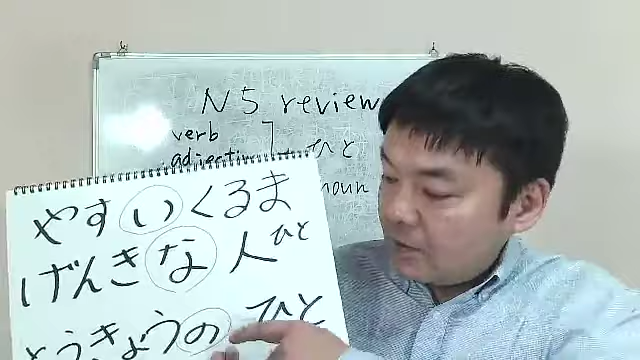 N5 review
verb
adjective
ひと
noun
やすいくるま
げんきな人ひと
とうきょうのひと